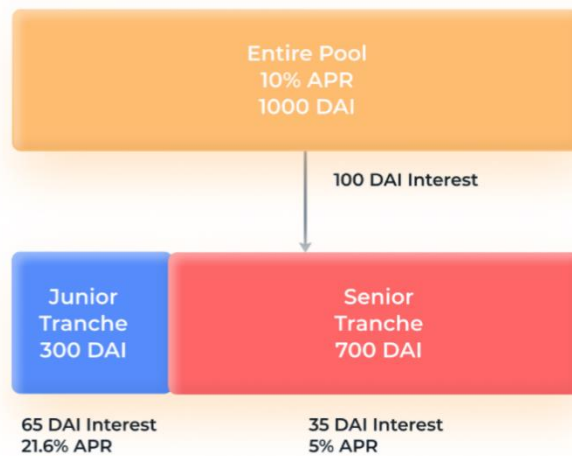 Entire Pool
10% APR
1000 DAI
100 DAI Interest
Junior
Tranche
300 DAI
Senior
Tranche
700 DAI
65 DAI Interest
21.6% APR
35 DAI Interest
5% APR